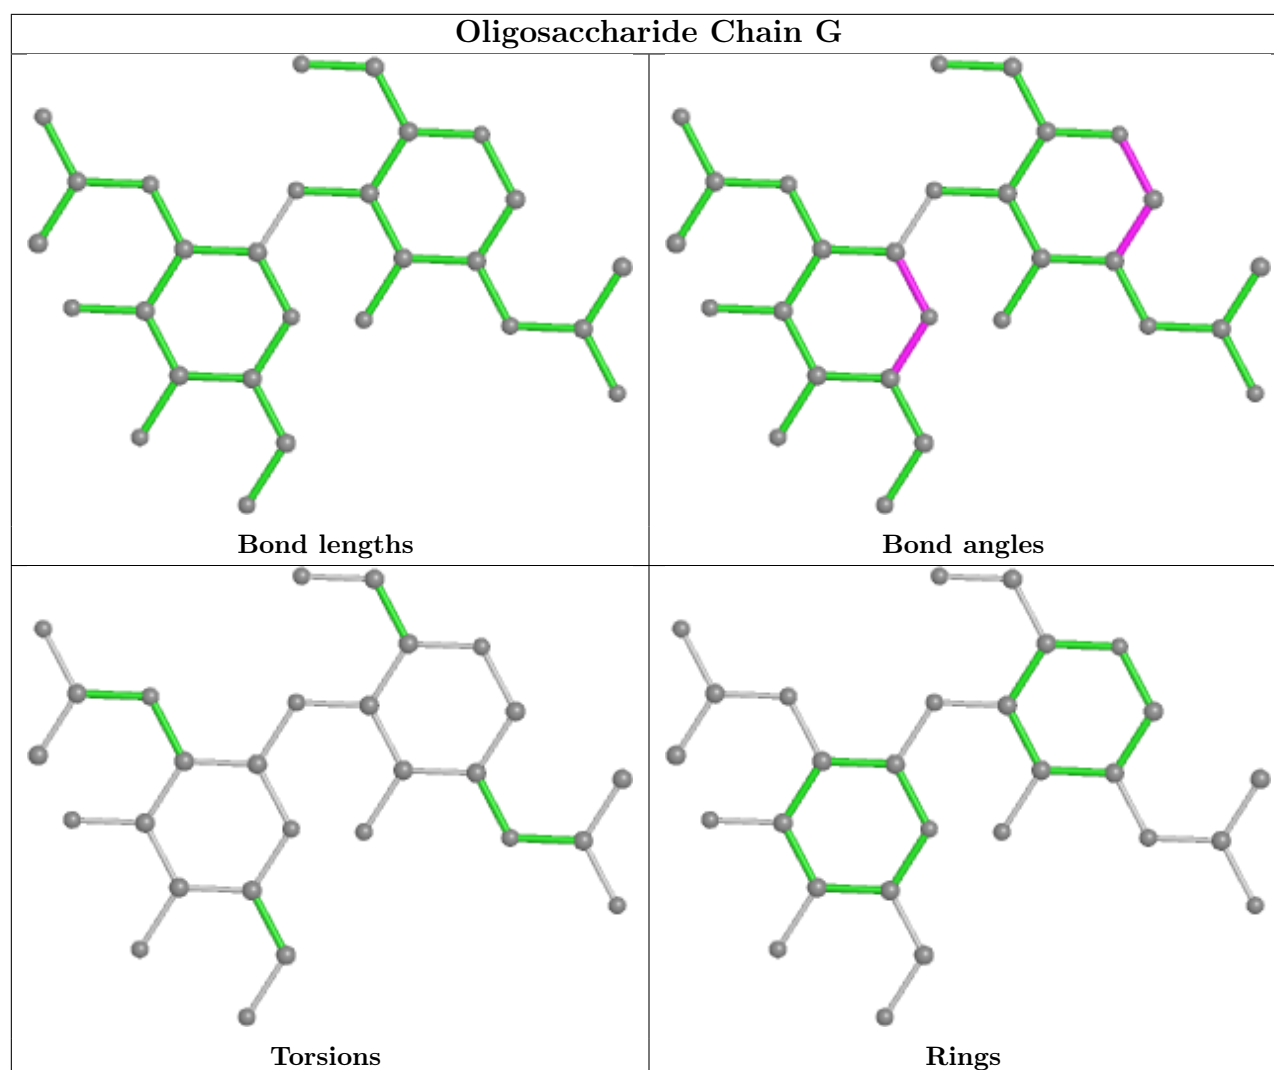 Oligosaccharide Chain G
Bond lengths
Bond angles
Torsions
Rings